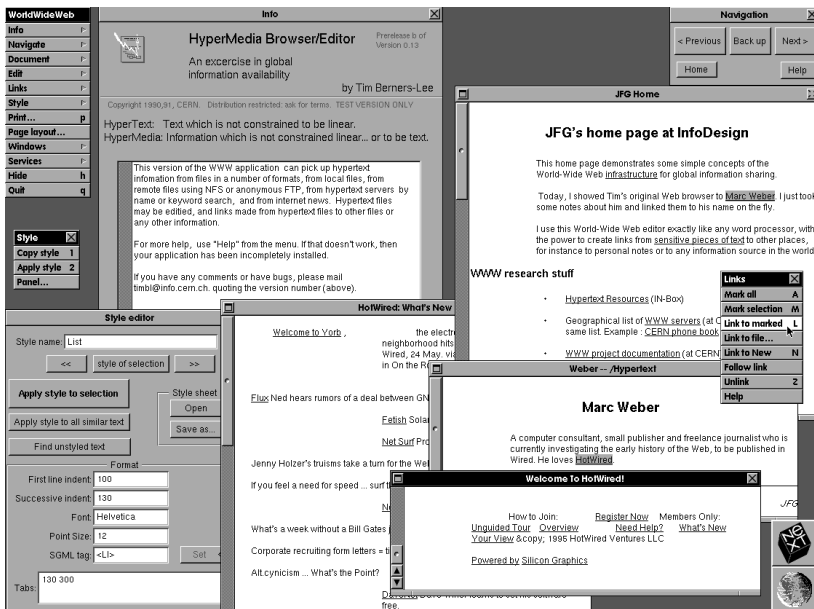 WorldWideWeb
Info
Navigate
Document
Edit
Links
Style
Print... p
Page layout...
Windows
Services
Hide h
Quit q
Style
Copy style 1
Apply style 2
Panel...
Info
HyperMedia Browser/Editor
Prerelease b of
Version 0.13
An excercise in global
information availability
by Tim Berners-Lee
Copyright 1990,91, CERN. Distribution restricted: ask for terms. TEST VERSION ONLY
HyperText: Text which is not constrained to be linear.
HyperMedia: Information which is not constrained linear... or to be text.
This version of the WWW application can pick up hypertext
infomation from files in a number of formats, from local files, from
remote files using NFS or anonymous FTP, from hypertext servers by
name or keyword search, and from internet news. Hypertext files
may be editied, and links made from hypertext files to other files or
any other information.
For more help, use "Help" from the menu. If that doesn't work, then
your application has been incompletely installed.
If you have any comments or have bugs, please mail
timbl@info.cern.ch. quoting the version number (above).
Navigation
< Previous Back up Next >
Home Help
JFG Home
JFG's home page at InfoDesign
This home page demonstrates some simple concepts of the
World-Wide Web infrastructure for global information sharing.
Today, I showed Tim's original Web browser to Marc Weber. I just took
some notes about him and linked them to his name on the fly.
I use this World-Wide Web editor exactly like any word processor, with
the power to create links from sensitive pieces of text to other places,
for instance to personal notes or to any information source in the world
WWW research stuff
· Hypertext Resources (IN-Box)
· Geographical list of WWW servers (at C
same list. Example : CERN phone book
· WWW project documentation (at CERN
Links
Mark all A
Mark selection M
Link to marked L
Link to file...
Link to New N
Follow link
Unlink Z
Help
Style editor
Style name: List
<< style of selection >>
Apply style to selection
Apply style to all similar text
Find unstyled text
Style sheet
Open
Save as...
Format
First line indent: 100
Successive indent: 130
Font: Helvetica
Point Size: 12
SGML tag: <LI>
Set
Tabs: 130 300
HotWired: What's New
Welcome to Yorb , the electr
neighborhood hits
Wired, 24 May. via
in On the R
Flux Ned hears rumors of a deal between GN
Fetish Sola
Net Surf Pro
Jenny Holzer's truisms take a turn for the We
If you feel a need for speed ... surf t
What's a week without a Bill Gates j
Corporate recruiting form letters = ti
Alt.cynicism ... What's the Point?
free.
Weber -- /Hypertext
Marc Weber
A computer consultant, small publisher and freelance journalist who is
currently investigating the early history of the Web, to be published in
Wired. He loves HotWired.
JFG
Welcome To HotWired!
How to Join: Register Now Members Only:
Unguided Tour Overview Need Help? What's New
Your View &copy; 1995 HotWired Ventures LLC
Powered by Silicon Graphics
NeXT